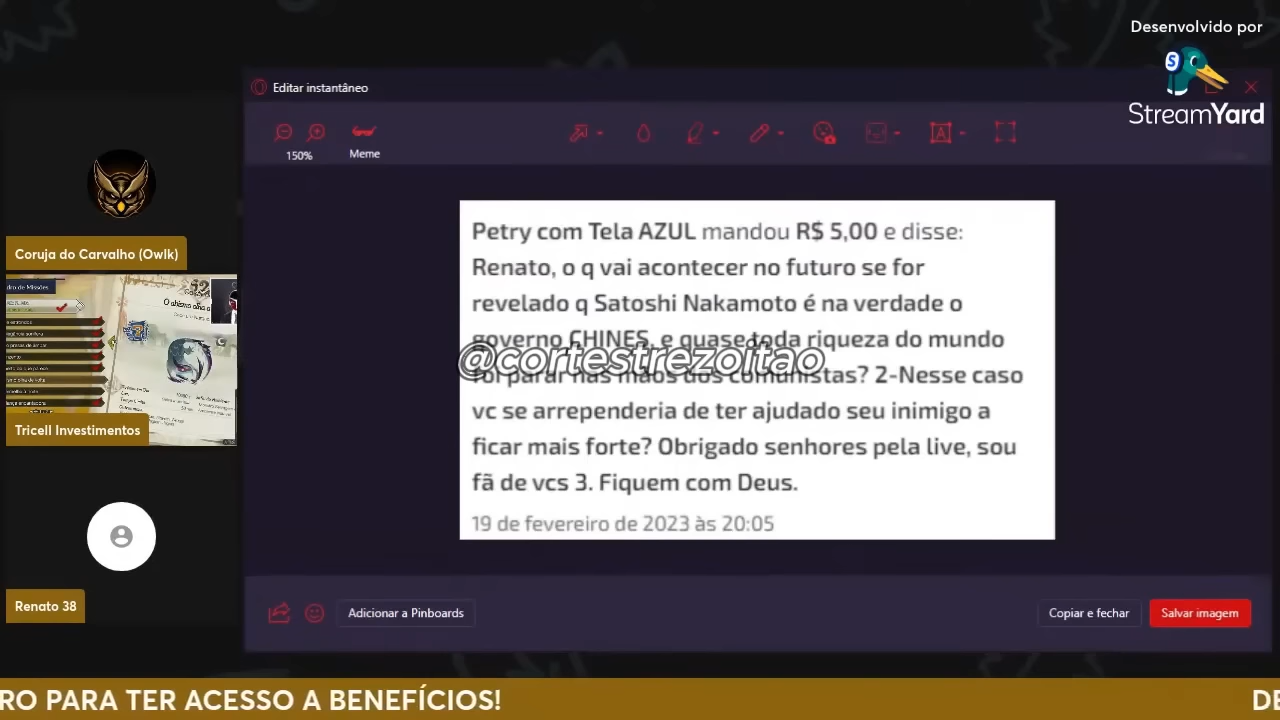 Desenvolvido por
StreamYard
Editar instantâneo
150%
Meme
Coruja do Carvalho (Owlk)
Tricell Investimentos
Renato 38
Petry com Tela AZUL mandou R$ 5,00 e disse:
Renato, o q vai acontecer no futuro se for
revelado q Satoshi Nakamoto é na verdade o
governo CHINES, e quase toda riqueza do mundo
@cortestrezoitao
foi parar nas mãos dos comunistas? 2-Nesse caso
vc se arrependeria de ter ajudado seu inimigo a
ficar mais forte? Obrigado senhores pela live, sou
fã de vcs 3. Fiquem com Deus.
19 de fevereiro de 2023 às 20:05
Adicionar a Pinboards
Copiar e fechar
Salvar imagem
RO PARA TER ACESSO A BENEFÍCIOS!
DE